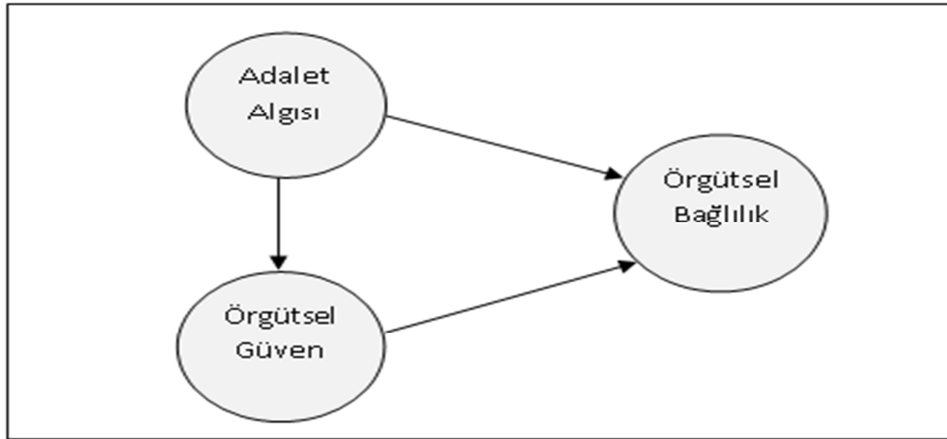 Adalet
Algısı
Örgütsel
Bağlılık
Örgütsel
Güven